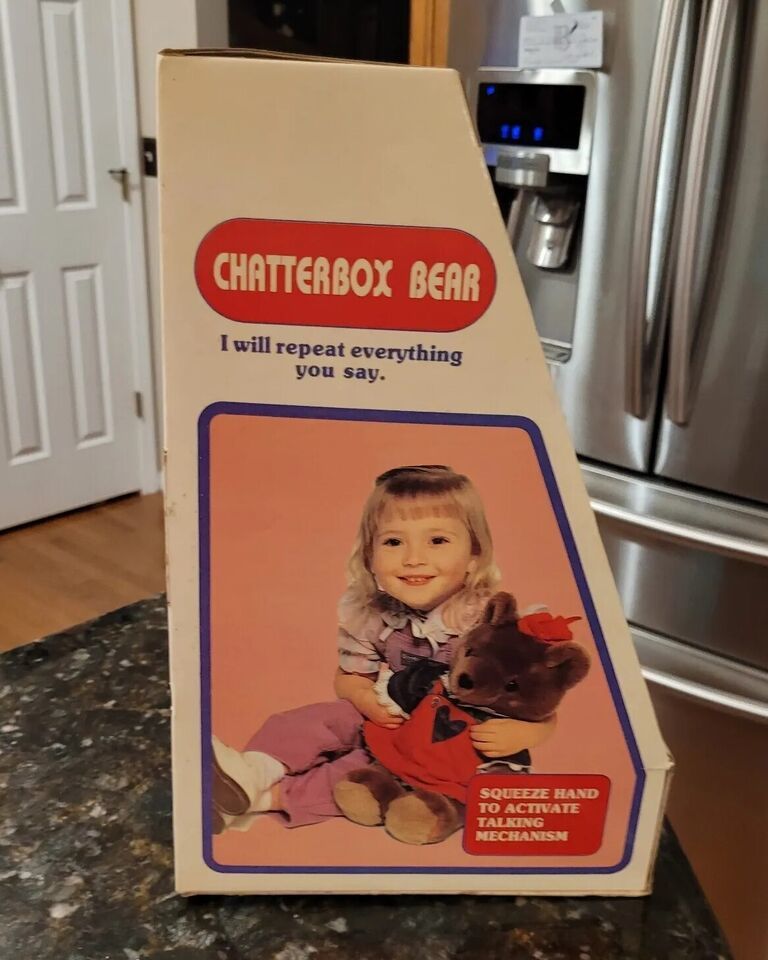 CHATTERBOX BEAR
I will repeat everything
you say.
SQUEEZE HAND
TO ACTIVATE
TALKING
MECHANISM